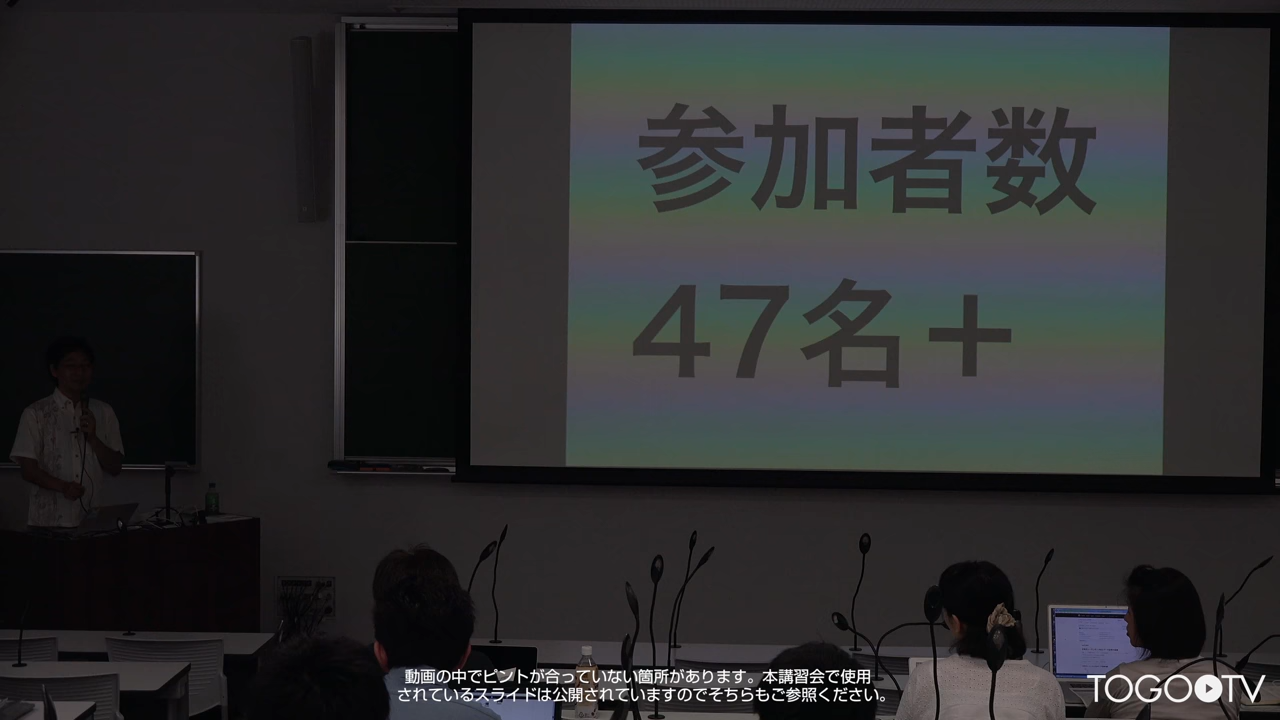 参加者数
47名+
動画の中でピントが合っていない箇所があります。本講習会で使用
されているスライドは公開されていますのでそちらもご参照ください。
TOGOTV